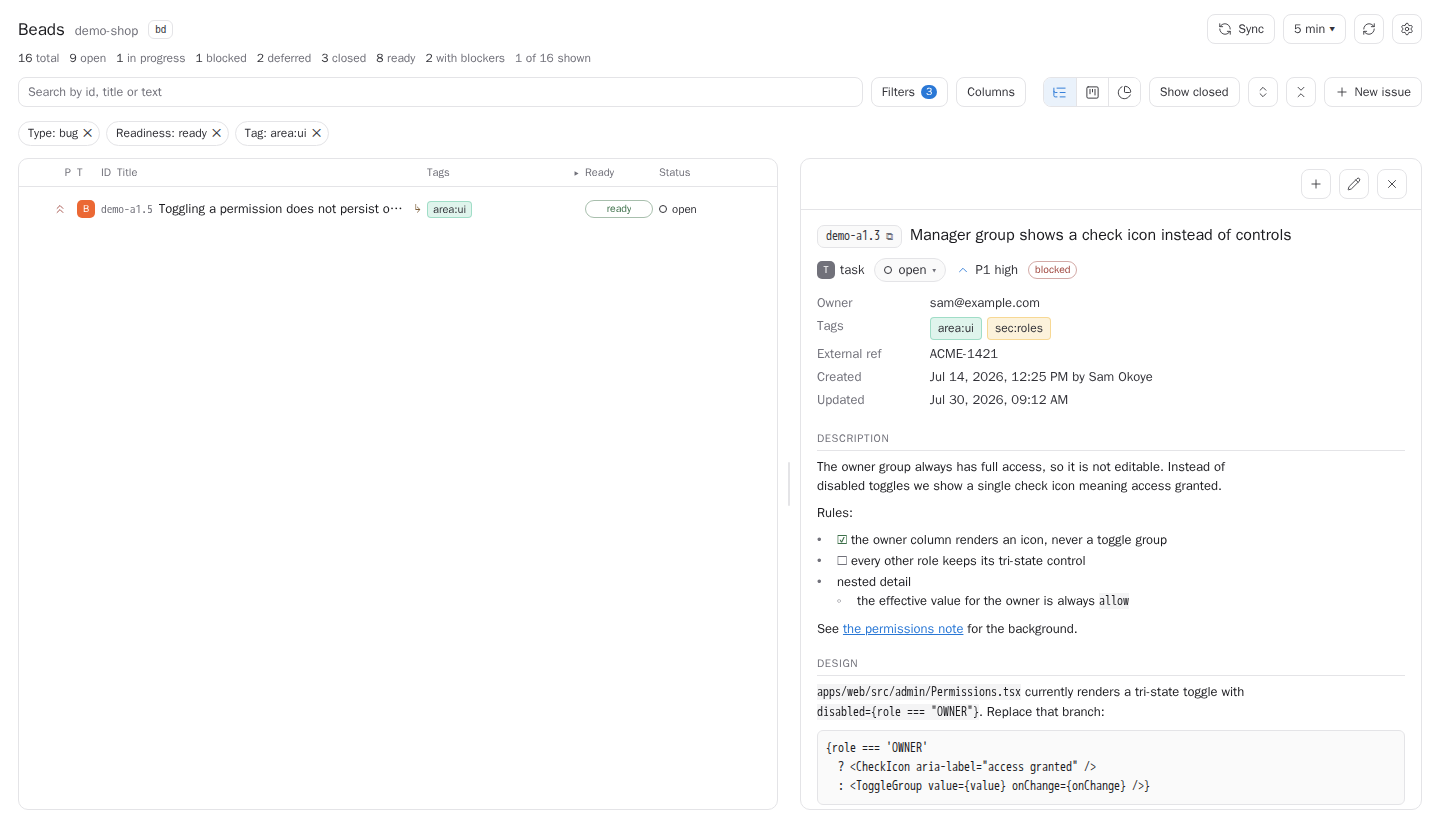 Beads demo-shop bd
Sync 5 min ▾
16 total 9 open 1 in progress 1 blocked 2 deferred 3 closed 8 ready 2 with blockers 1 of 16 shown
Search by id, title or text
Filters 3 Columns Show closed New issue
Type: bug ✕ Readiness: ready ✕ Tag: area:ui ✕
P T ID Title Tags ▸ Ready Status
B demo-a1.5 Toggling a permission does not persist o··· ↳ area:ui ready open
demo-a1.3 Manager group shows a check icon instead of controls
T task open ▾ P1 high blocked
Owner sam@example.com
Tags area:ui sec:roles
External ref ACME-1421
Created Jul 14, 2026, 12:25 PM by Sam Okoye
Updated Jul 30, 2026, 09:12 AM
DESCRIPTION
The owner group always has full access, so it is not editable. Instead of
disabled toggles we show a single check icon meaning access granted.
Rules:
• ☑ the owner column renders an icon, never a toggle group
• ☐ every other role keeps its tri-state control
• nested detail
◦ the effective value for the owner is always allow
See the permissions note for the background.
DESIGN
apps/web/src/admin/Permissions.tsx currently renders a tri-state toggle with
disabled={role === "OWNER"}. Replace that branch:
{role === 'OWNER'
? <CheckIcon aria-label="access granted" />
: <ToggleGroup value={value} onChange={onChange} />}